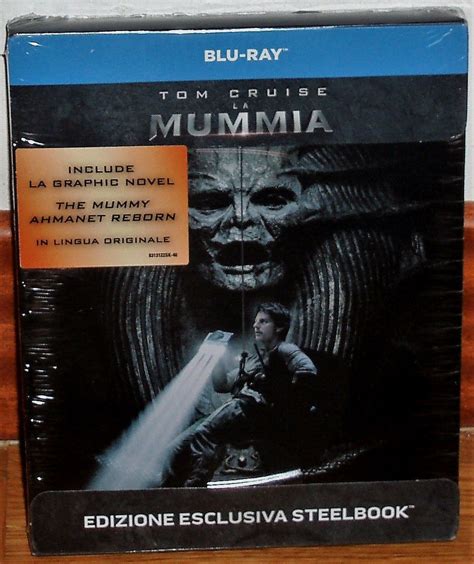 BLU-RAY™
TOM CRUISE
LA
MUMMIA
INCLUDE
LA GRAPHIC NOVEL
THE MUMMY
AHMANET REBORN
IN LINGUA ORIGINALE
EDIZIONE ESCLUSIVA STEELBOOK™